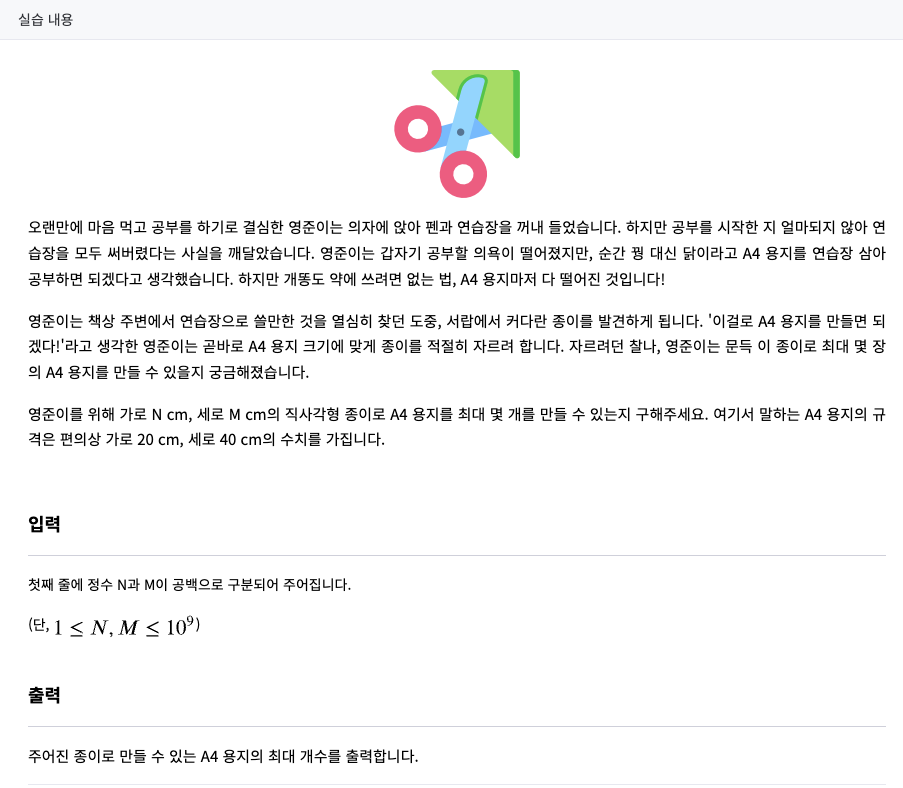 실습 내용
오랜만에 마음 먹고 공부를 하기로 결심한 영준이는 의자에 앉아 펜과 연습장을 꺼내 들었습니다. 하지만 공부를 시작한 지 얼마되지 않아 연
습장을 모두 써버렸다는 사실을 깨달았습니다. 영준이는 갑자기 공부할 의욕이 떨어졌지만, 순간 꿩 대신 닭이라고 A4 용지를 연습장 삼아
공부하면 되겠다고 생각했습니다. 하지만 개똥도 약에 쓰려면 없는 법, A4 용지마저 다 떨어진 것입니다!
영준이는 책상 주변에서 연습장으로 쓸만한 것을 열심히 찾던 도중, 서랍에서 커다란 종이를 발견하게 됩니다. '이걸로 A4 용지를 만들면 되
겠다!'라고 생각한 영준이는 곧바로 A4 용지 크기에 맞게 종이를 적절히 자르려 합니다. 자르려던 찰나, 영준이는 문득 이 종이로 최대 몇 장
의 A4 용지를 만들 수 있을지 궁금해졌습니다.
영준이를 위해 가로 N cm, 세로 M cm의 직사각형 종이로 A4 용지를 최대 몇 개를 만들 수 있는지 구해주세요. 여기서 말하는 A4 용지의 규
격은 편의상 가로 20 cm, 세로 40 cm의 수치를 가집니다.
입력
첫째 줄에 정수 N과 M이 공백으로 구분되어 주어집니다.
(단, 1 ≤ N, M ≤ 10⁹)
출력
주어진 종이로 만들 수 있는 A4 용지의 최대 개수를 출력합니다.